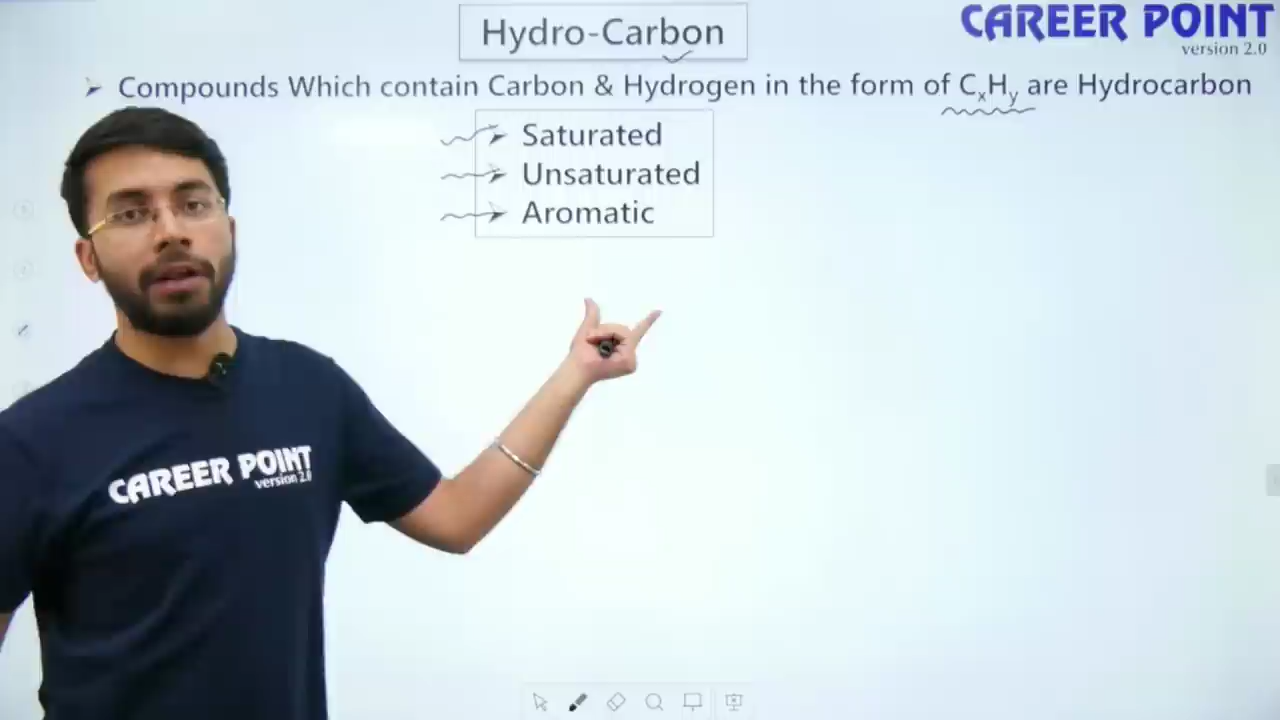 Hydro-Carbon
CAREER POINT
version 2.0
➢ Compounds Which contain Carbon & Hydrogen in the form of CxHy are Hydrocarbon
➢ Saturated
➢ Unsaturated
➢ Aromatic
CAREER POINT
version 2.0